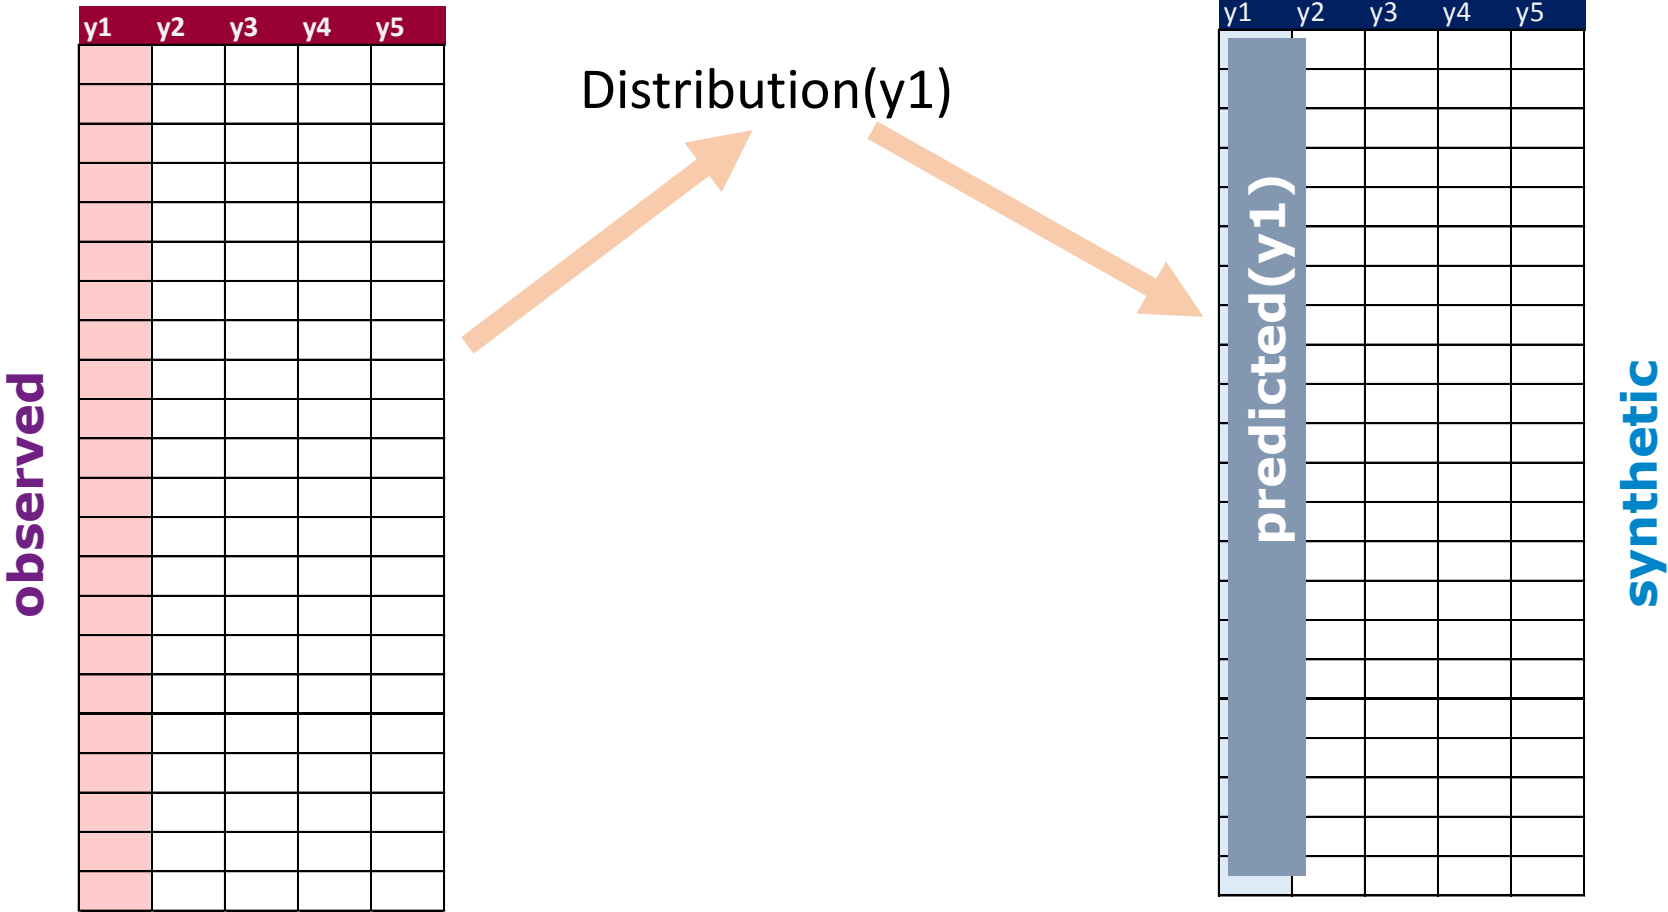 y1 y2 y3 y4 y5
observed
Distribution(y1)
y1 y2 y3 y4 y5
predicted(y1)
synthetic